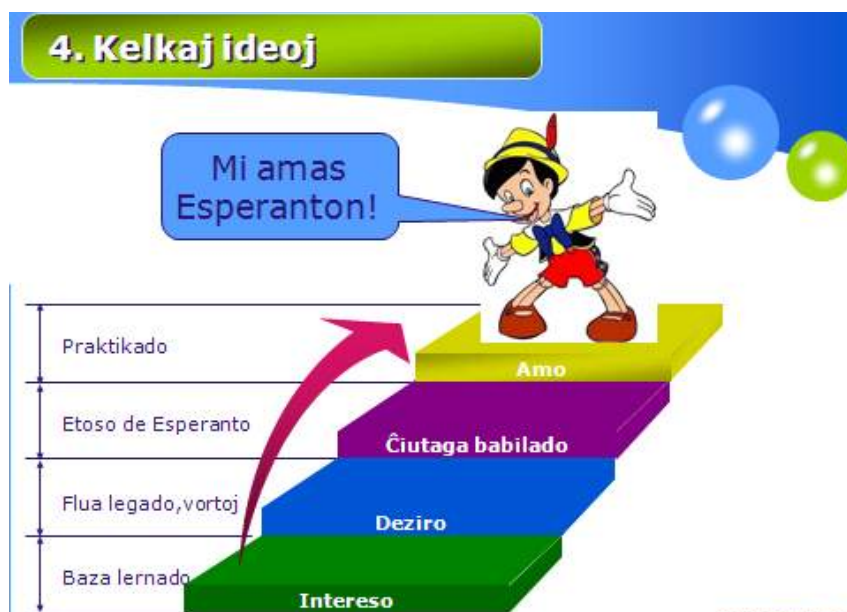 4. Kelkaj ideoj
Mi amas
Esperanton!
Praktikado
Amo
Etoso de Esperanto
Ĉiutaga babilado
Flua legado,vortoj
Deziro
Baza lernado
Intereso